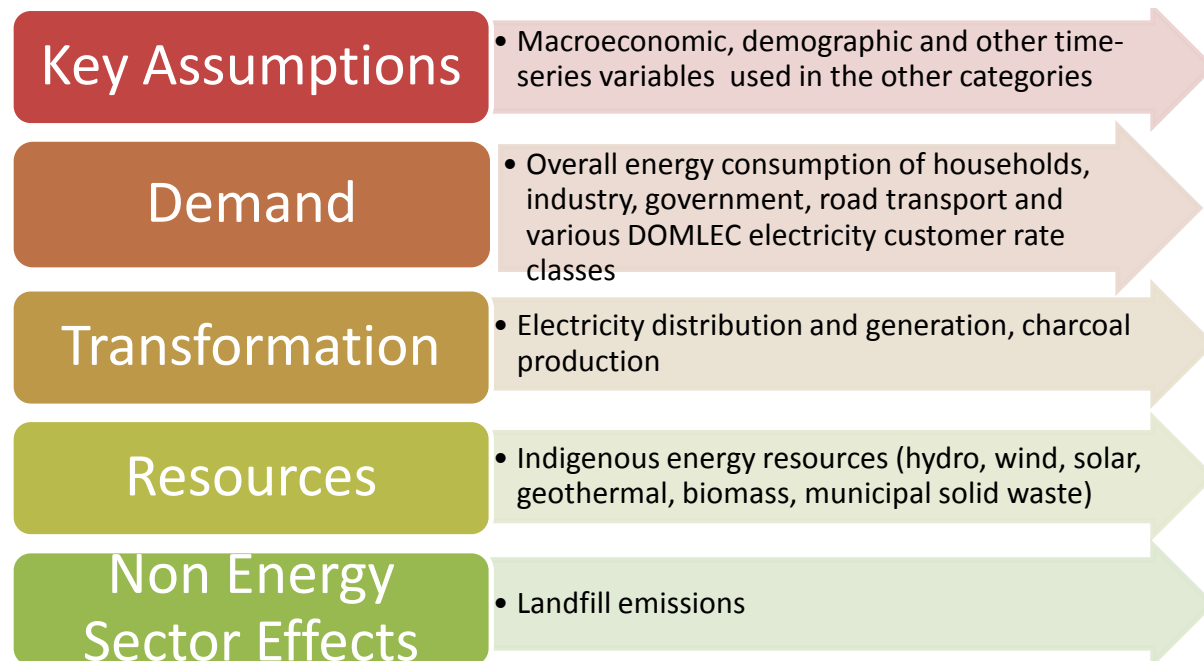 Key Assumptions
• Macroeconomic, demographic and other time-
series variables used in the other categories
Demand
• Overall energy consumption of households,
industry, government, road transport and
various DOMLEC electricity customer rate
classes
Transformation
• Electricity distribution and generation, charcoal
production
Resources
• Indigenous energy resources (hydro, wind, solar,
geothermal, biomass, municipal solid waste)
Non Energy
Sector Effects
• Landfill emissions